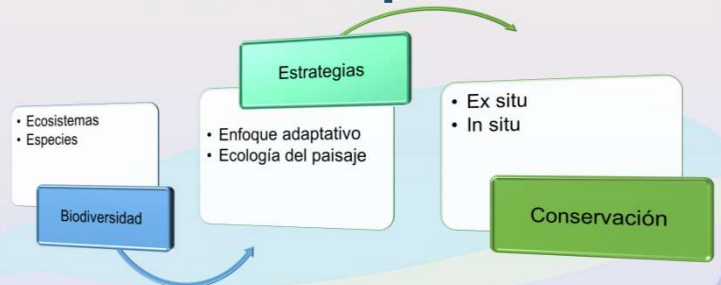 • Ecosistemas
• Especies
Biodiversidad
Estrategias
• Enfoque adaptativo
• Ecología del paisaje
• Ex situ
• In situ
Conservación